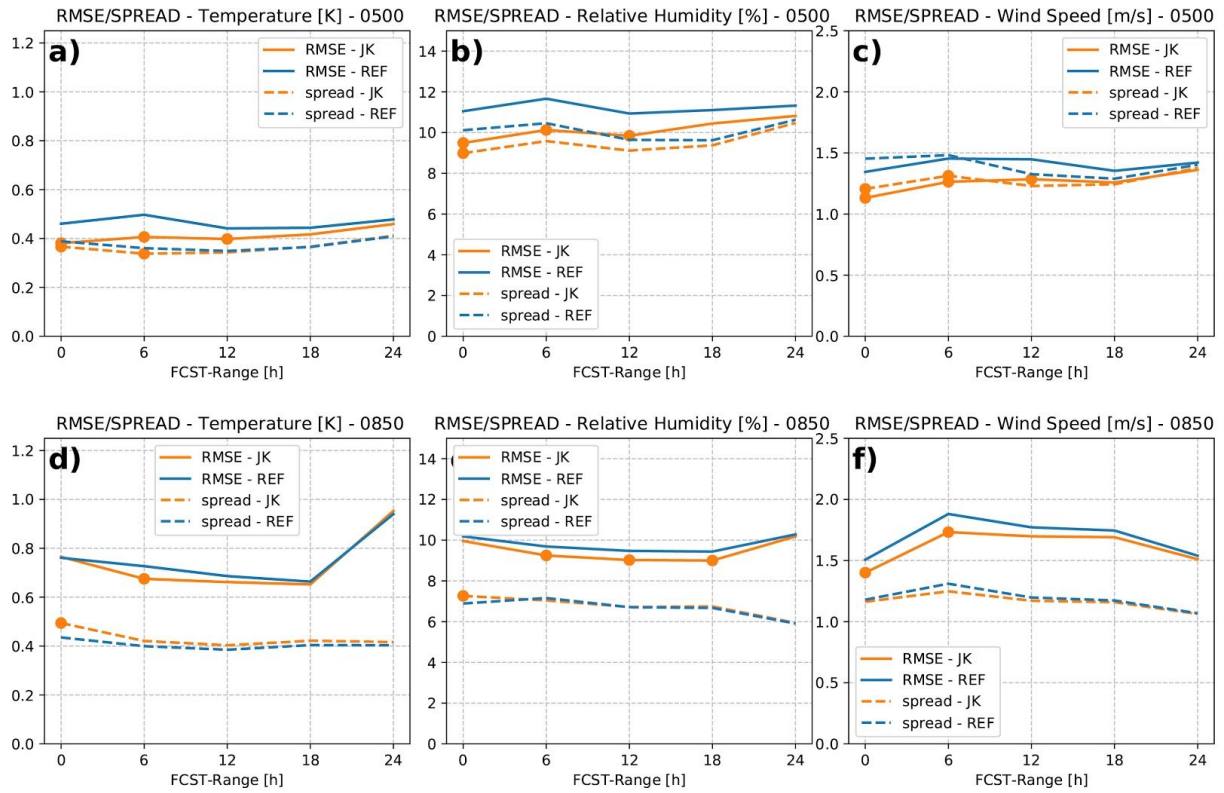 RMSE/SPREAD - Temperature [K] - 0500
a)
1.2
1.0
0.8
0.6
0.4
0.2
0.0
RMSE - JK
RMSE - REF
spread - JK
spread - REF
0 6 12 18 24
FCST-Range [h]
RMSE/SPREAD - Relative Humidity [%] - 0500
b)
14
12
10
8
6
4
2
0
RMSE - JK
RMSE - REF
spread - JK
spread - REF
0 6 12 18 24
FCST-Range [h]
RMSE/SPREAD - Wind Speed [m/s] - 0500
c)
2.5
2.0
1.5
1.0
0.5
0.0
RMSE - JK
RMSE - REF
spread - JK
spread - REF
0 6 12 18 24
FCST-Range [h]
RMSE/SPREAD - Temperature [K] - 0850
d)
1.2
1.0
0.8
0.6
0.4
0.2
0.0
RMSE - JK
RMSE - REF
spread - JK
spread - REF
0 6 12 18 24
FCST-Range [h]
RMSE/SPREAD - Relative Humidity [%] - 0850
14
12
10
8
6
4
2
0
RMSE - JK
RMSE - REF
spread - JK
spread - REF
0 6 12 18 24
FCST-Range [h]
RMSE/SPREAD - Wind Speed [m/s] - 0850
f)
2.5
2.0
1.5
1.0
0.5
0.0
RMSE - JK
RMSE - REF
spread - JK
spread - REF
0 6 12 18 24
FCST-Range [h]